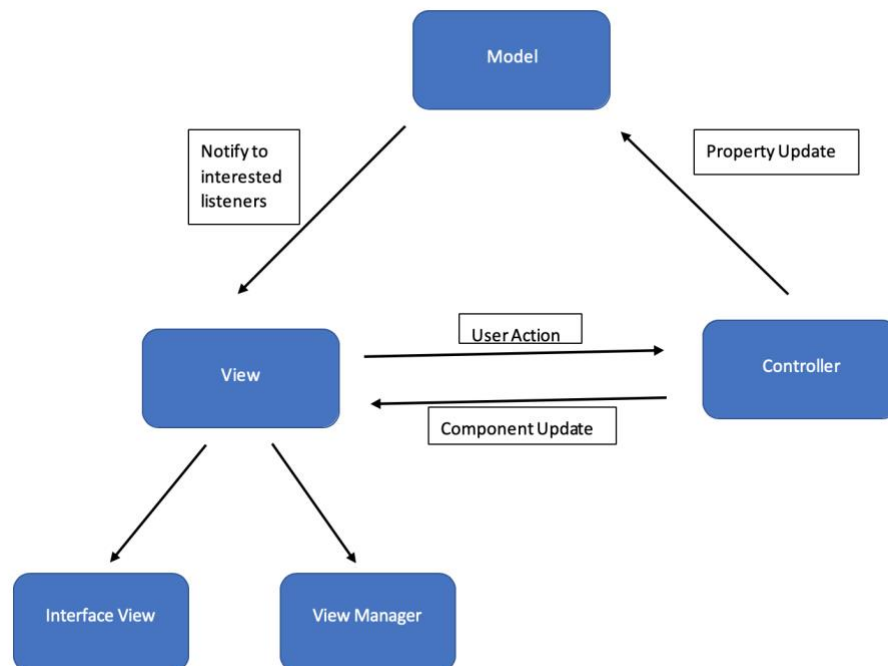 Model
Notify to
interested
listeners
Property Update
User Action
View
Controller
Component Update
Interface View
View Manager